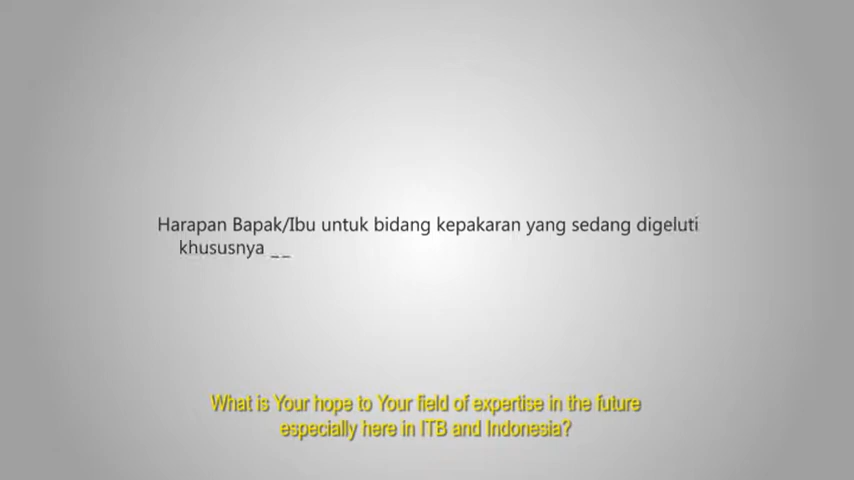 Harapan Bapak/Ibu untuk bidang kepakaran yang sedang digeluti
khususnya _ _
What is Your hope to Your field of expertise in the future
especially here in ITB and Indonesia?